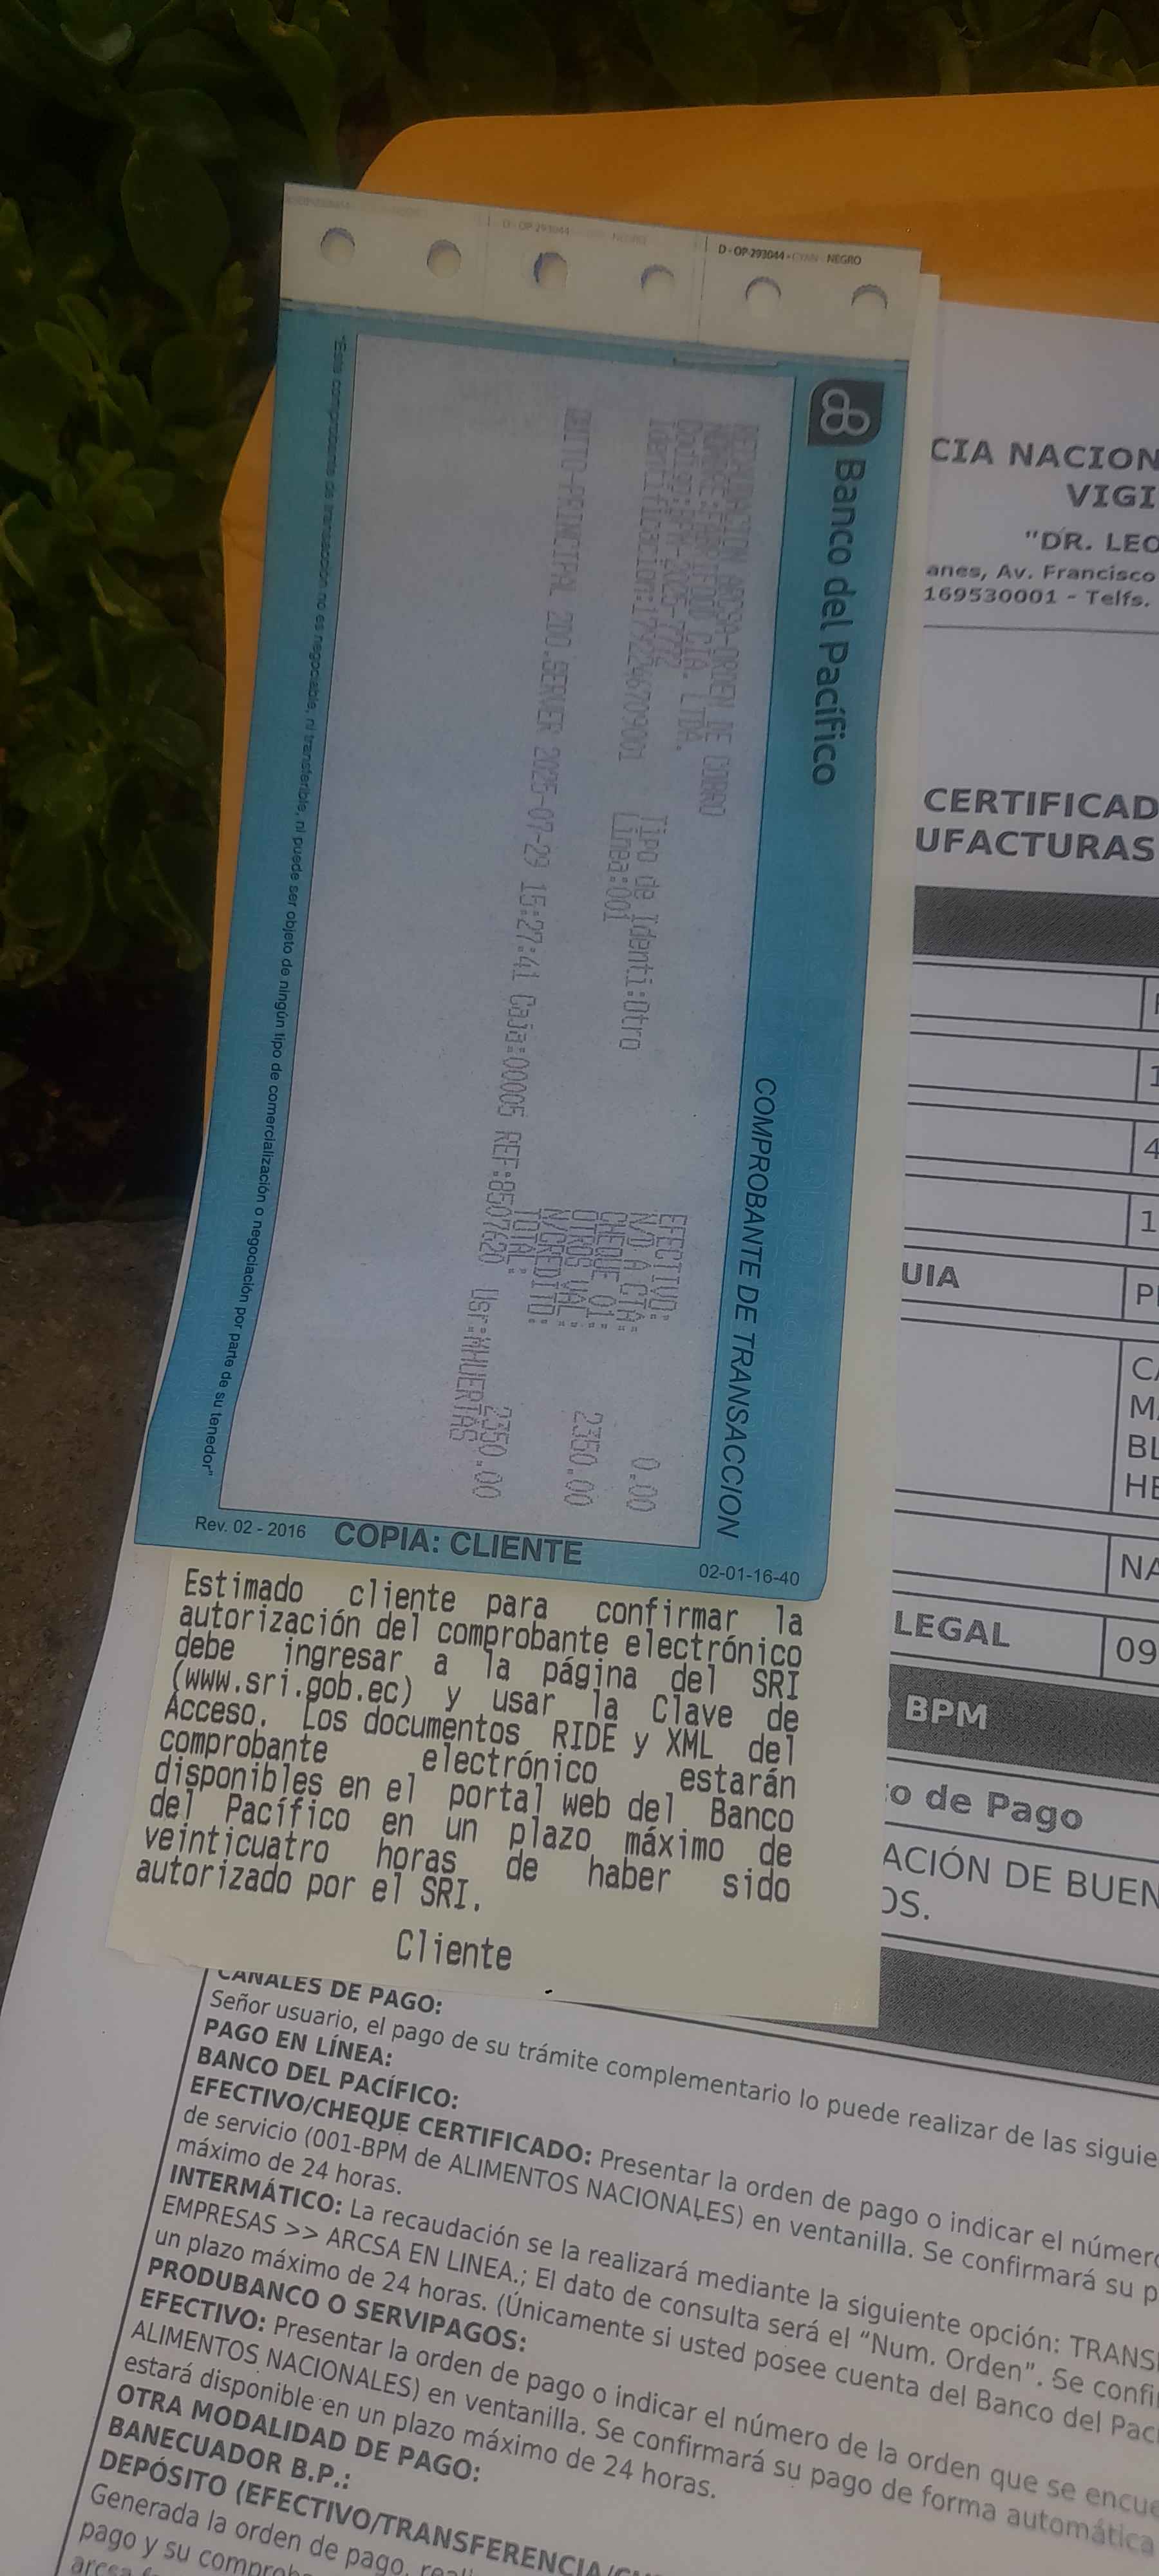 D - OP-293044 - CYAN - NEGRO
Banco del Pacífico
COMPROBANTE DE TRANSACCION
RECAUDACION ARCSA-ORDEN DE COBRO
CIA. LTDA.
Tipo de Identi:Otro
Linea:001
EFECTIVO: 0.00
N/D A CTA:
CHEQUE 01: 2350.00
OTROS VAL:
N/CREDITO:
TOTAL: 2350.00
QUITO-PRINCIPAL 2DO.SERVER 2025-07-29 15:27:41 Caja:00005 REF:8507620 Usr:MHUERTAS
"Este comprobante de transacción no es negociable, ni transferible, ni puede ser objeto de ningún tipo de comercialización o negociación por parte de su tenedor"
Rev. 02 - 2016 COPIA: CLIENTE 02-01-16-40
Estimado cliente para confirmar la
autorización del comprobante electrónico
debe ingresar a la página del SRI
(www.sri.gob.ec) y usar la Clave de
Acceso. Los documentos RIDE y XML del
comprobante electrónico estarán
disponibles en el portal web del Banco
del Pacífico en un plazo máximo de
veinticuatro horas de haber sido
autorizado por el SRI.
Cliente
CIA NACION
VIGI
"DR. LEO
anes, Av. Francisco
169530001 - Telfs.
CERTIFICAD
UFACTURAS
1
4
1
UIA P
CA
MA
BL
HE
NA
LEGAL 09
BPM
o de Pago
ACIÓN DE BUEN
OS.
CANALES DE PAGO:
Señor usuario, el pago de su trámite complementario lo puede realizar de las siguie
PAGO EN LÍNEA:
BANCO DEL PACÍFICO:
EFECTIVO/CHEQUE CERTIFICADO: Presentar la orden de pago o indicar el número
de servicio (001-BPM de ALIMENTOS NACIONALES) en ventanilla. Se confirmará su p
máximo de 24 horas.
INTERMÁTICO: La recaudación se la realizará mediante la siguiente opción: TRANS
EMPRESAS >> ARCSA EN LINEA.; El dato de consulta será el "Num. Orden". Se confi
un plazo máximo de 24 horas. (Únicamente si usted posee cuenta del Banco del Pac
PRODUBANCO O SERVIPAGOS:
EFECTIVO: Presentar la orden de pago o indicar el número de la orden que se encue
ALIMENTOS NACIONALES) en ventanilla. Se confirmará su pago de forma automática
estará disponible en un plazo máximo de 24 horas.
OTRA MODALIDAD DE PAGO:
BANECUADOR B.P.:
DEPÓSITO (EFECTIVO/TRANSFERENCIA/
Generada la orden de pago,
pago y su comprob